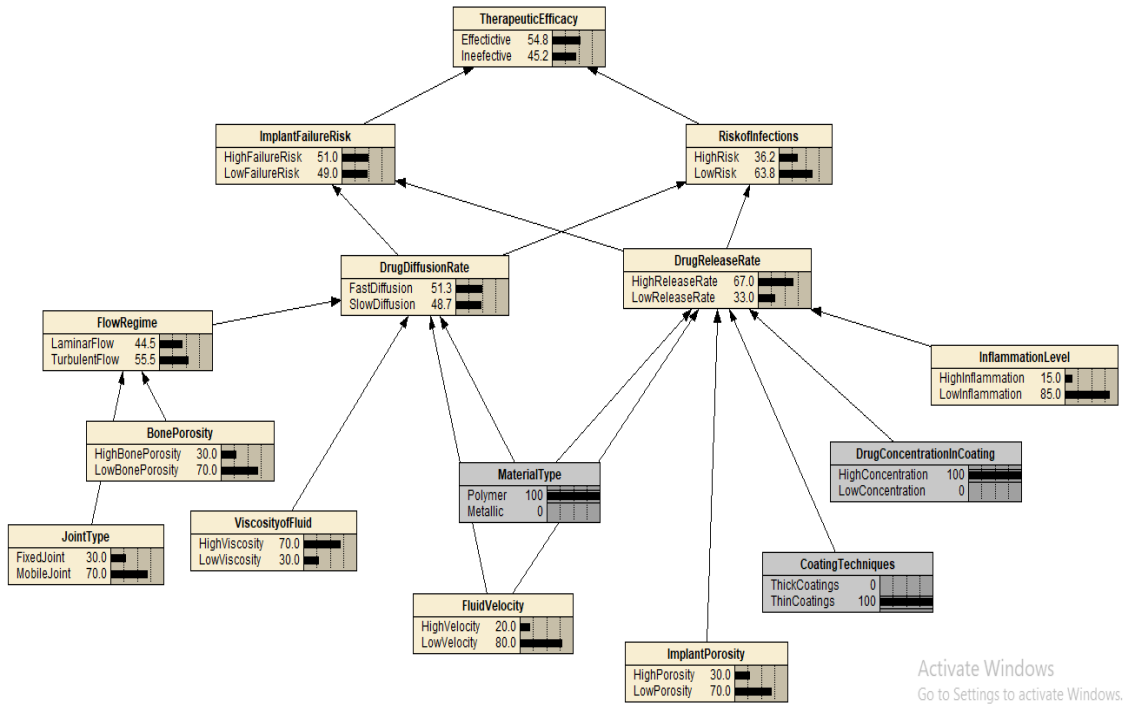 TherapeuticEfficacy
Effectictive 54.8
Ineefective 45.2
ImplantFailureRisk
HighFailureRisk 51.0
LowFailureRisk 49.0
RiskofInfections
HighRisk 36.2
LowRisk 63.8
DrugDiffusionRate
FastDiffusion 51.3
SlowDiffusion 48.7
DrugReleaseRate
HighReleaseRate 67.0
LowReleaseRate 33.0
FlowRegime
LaminarFlow 44.5
TurbulentFlow 55.5
InflammationLevel
HighInflammation 15.0
LowInflammation 85.0
BonePorosity
HighBonePorosity 30.0
LowBonePorosity 70.0
MaterialType
Polymer 100
Metallic 0
DrugConcentrationInCoating
HighConcentration 100
LowConcentration 0
JointType
FixedJoint 30.0
MobileJoint 70.0
ViscosityofFluid
HighViscosity 70.0
LowViscosity 30.0
CoatingTechniques
ThickCoatings 0
ThinCoatings 100
FluidVelocity
HighVelocity 20.0
LowVelocity 80.0
ImplantPorosity
HighPorosity 30.0
LowPorosity 70.0
Activate Windows
Go to Settings to activate Windows.